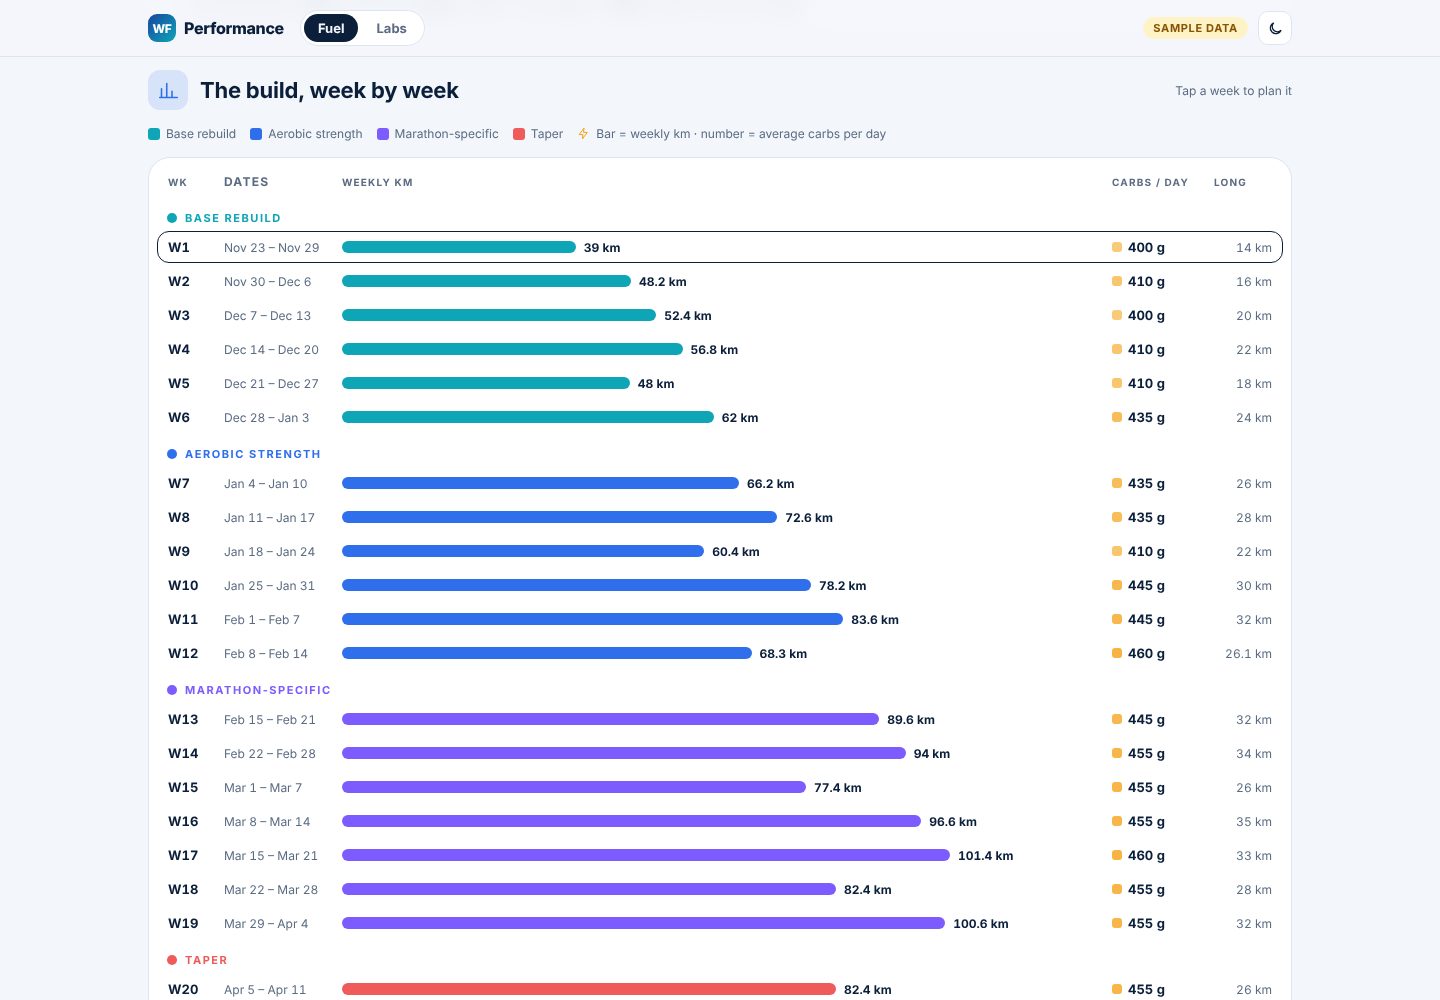 WF Performance Fuel Labs SAMPLE DATA
The build, week by week Tap a week to plan it
Base rebuild Aerobic strength Marathon-specific Taper Bar = weekly km · number = average carbs per day
WK DATES WEEKLY KM CARBS / DAY LONG
BASE REBUILD
W1 Nov 23 – Nov 29 39 km 400 g 14 km
W2 Nov 30 – Dec 6 48.2 km 410 g 16 km
W3 Dec 7 – Dec 13 52.4 km 400 g 20 km
W4 Dec 14 – Dec 20 56.8 km 410 g 22 km
W5 Dec 21 – Dec 27 48 km 410 g 18 km
W6 Dec 28 – Jan 3 62 km 435 g 24 km
AEROBIC STRENGTH
W7 Jan 4 – Jan 10 66.2 km 435 g 26 km
W8 Jan 11 – Jan 17 72.6 km 435 g 28 km
W9 Jan 18 – Jan 24 60.4 km 410 g 22 km
W10 Jan 25 – Jan 31 78.2 km 445 g 30 km
W11 Feb 1 – Feb 7 83.6 km 445 g 32 km
W12 Feb 8 – Feb 14 68.3 km 460 g 26.1 km
MARATHON-SPECIFIC
W13 Feb 15 – Feb 21 89.6 km 445 g 32 km
W14 Feb 22 – Feb 28 94 km 455 g 34 km
W15 Mar 1 – Mar 7 77.4 km 455 g 26 km
W16 Mar 8 – Mar 14 96.6 km 455 g 35 km
W17 Mar 15 – Mar 21 101.4 km 460 g 33 km
W18 Mar 22 – Mar 28 82.4 km 455 g 28 km
W19 Mar 29 – Apr 4 100.6 km 455 g 32 km
TAPER
W20 Apr 5 – Apr 11 82.4 km 455 g 26 km